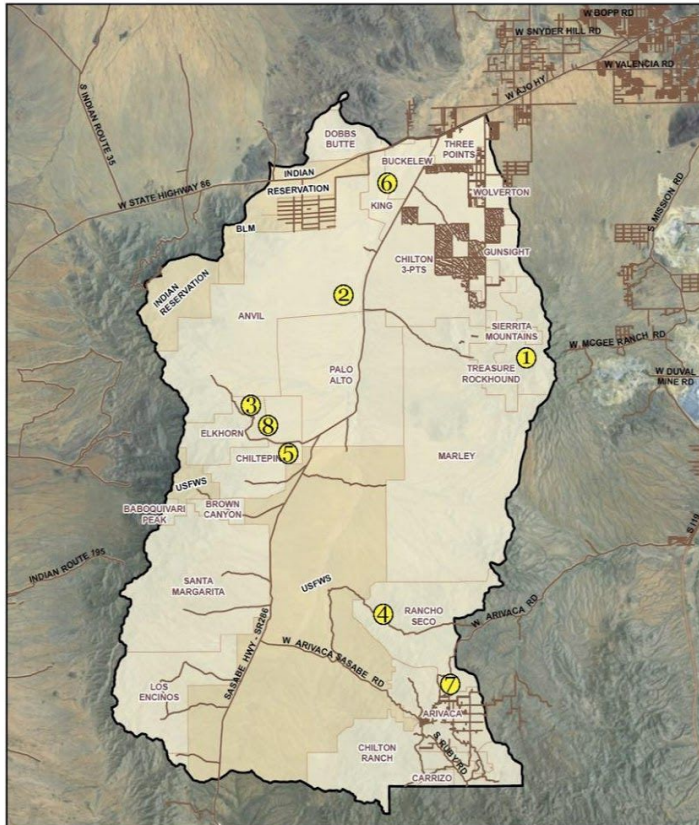 W BOPP RD
W SNYDER HILL RD
W VALENCIA RD
W AJO HY
S INDIAN ROUTE 35
DOBBS
BUTTE
THREE
POINTS
BUCKELEW
INDIAN
RESERVATION
6
KING
WOLVERTON
W STATE HIGHWAY 86
S MISSION RD
BLM
GUNSIGHT
CHILTON
3-PTS
INDIAN
RESERVATION
2
ANVIL
SIERRITA
MOUNTAINS
1
W MCGEE RANCH RD
PALO
ALTO
TREASURE
ROCKHOUND
W DUVAL
MINE RD
3
8
ELKHORN
5
CHILTEPIN
MARLEY
USFWS
BABOQUIVARI
PEAK
BROWN
CANYON
S I19
INDIAN ROUTE 195
SANTA
MARGARITA
USFWS
4
RANCHO
SECO
W ARIVACA RD
SASABE HWY - SR286
W ARIVACA SASABE RD
LOS
ENCIÑOS
7
ARIVACA
S RUBY RD
CHILTON
RANCH
CARRIZO